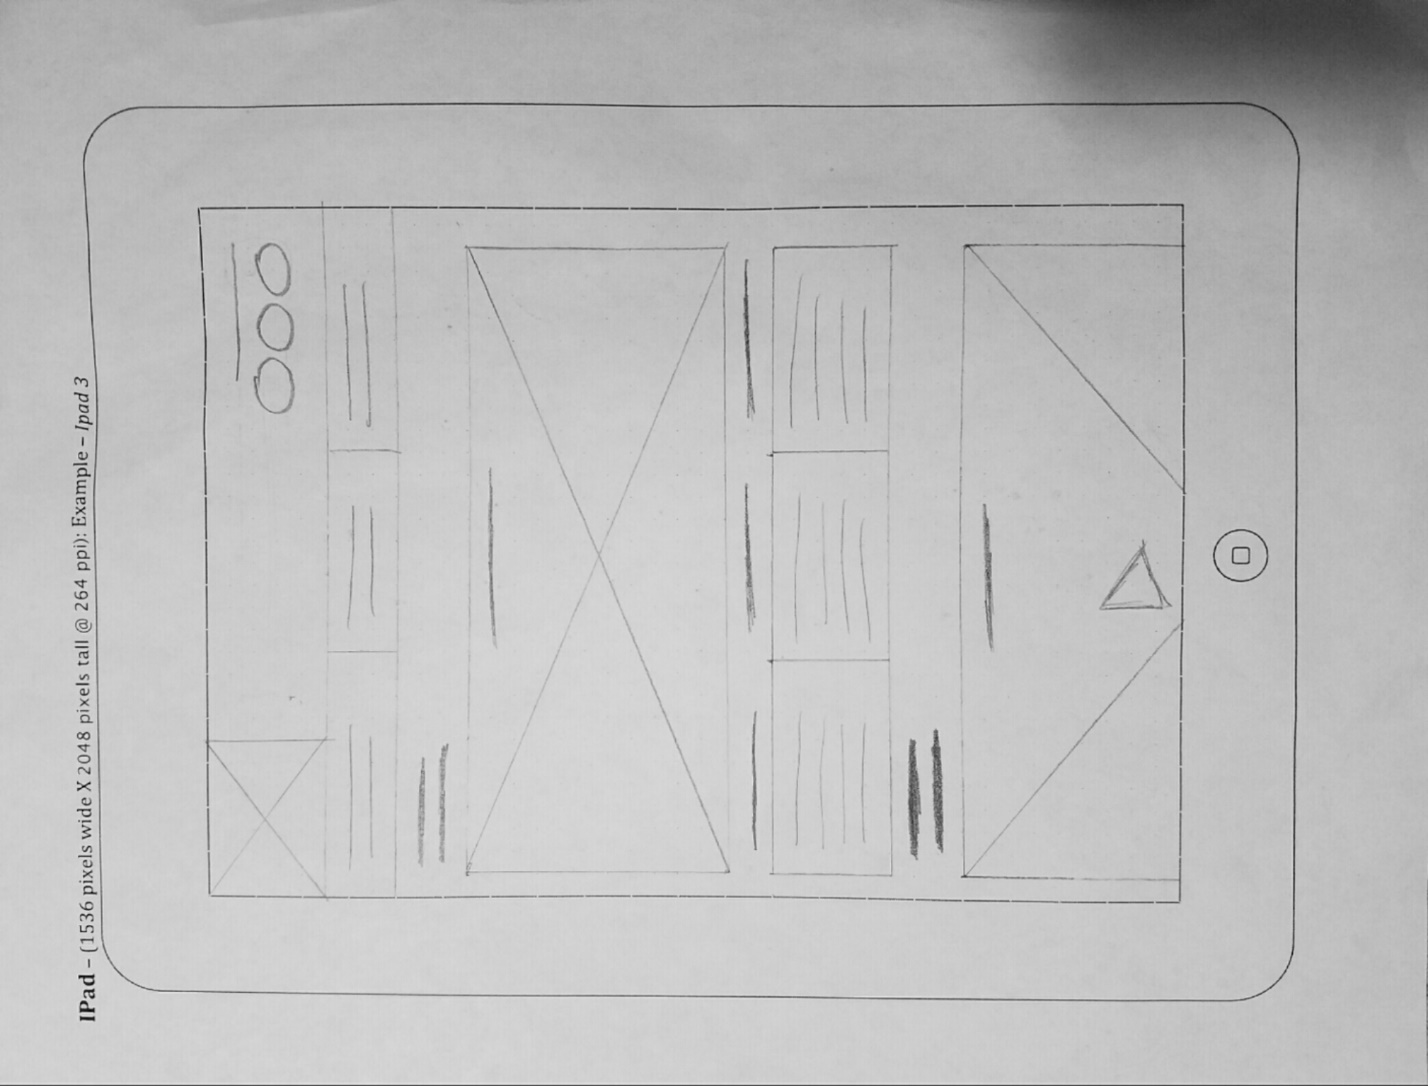 IPad – (1536 pixels wide X 2048 pixels tall @ 264 ppi): Example – Ipad 3